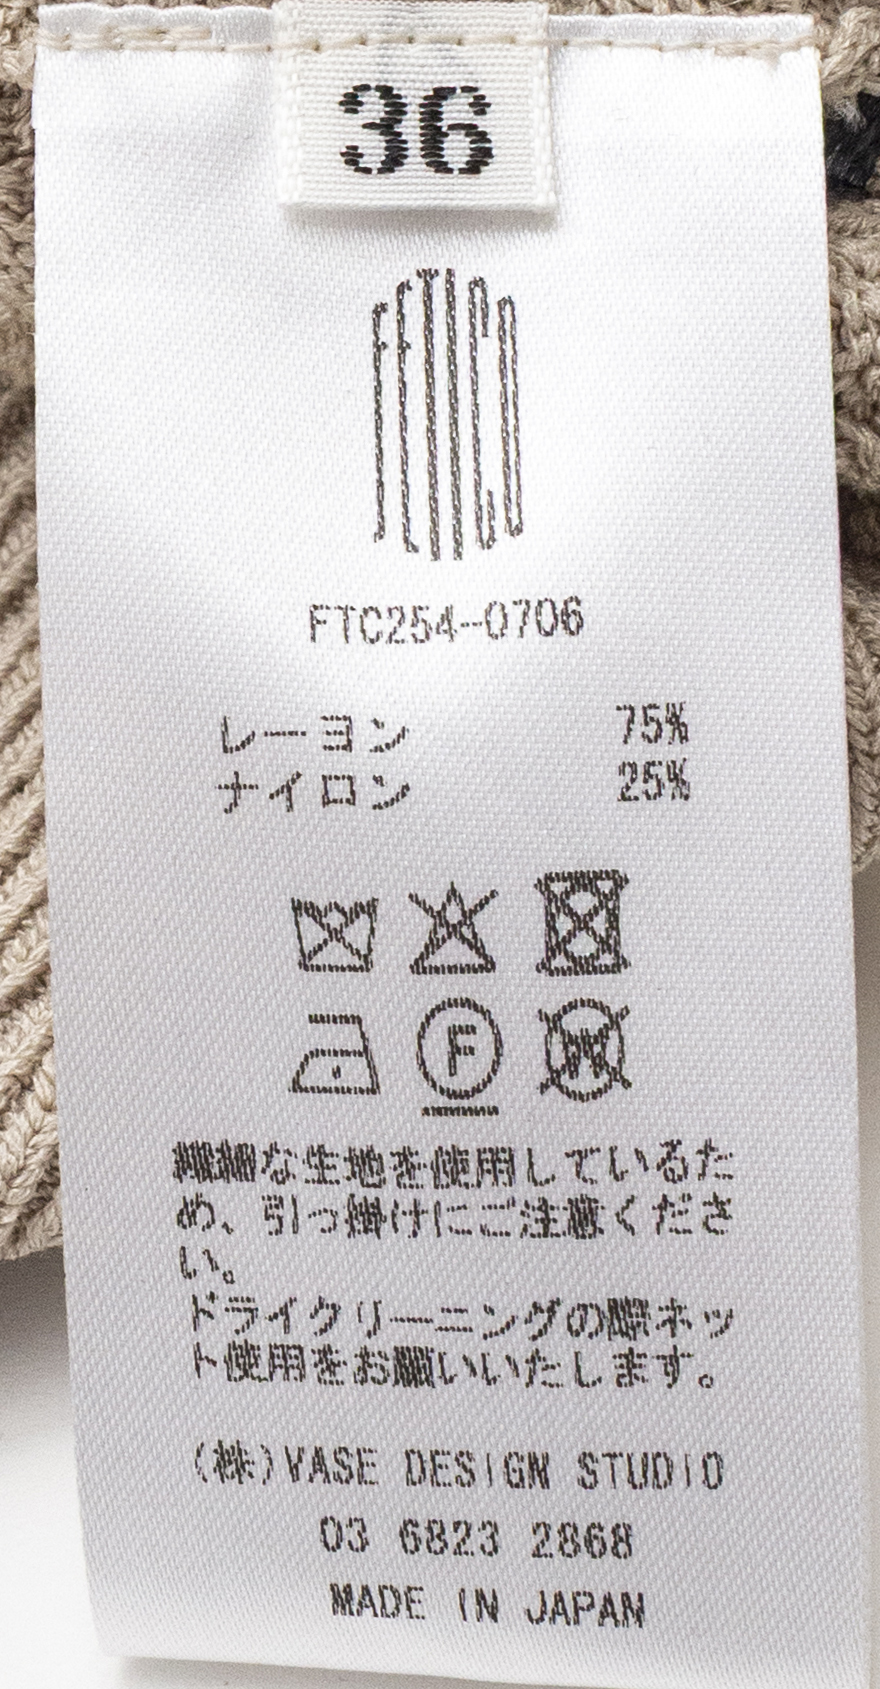 36
FETICO
FTC254-0706
レーヨン 75%
ナイロン 25%
F
W
繊細な生地を使用しているた
め、引っ掛けにご注意くださ
い。
ドライクリーニングの際ネッ
ト使用をお願いいたします。
(株)VASE DESIGN STUDIO
03 6823 2868
MADE IN JAPAN